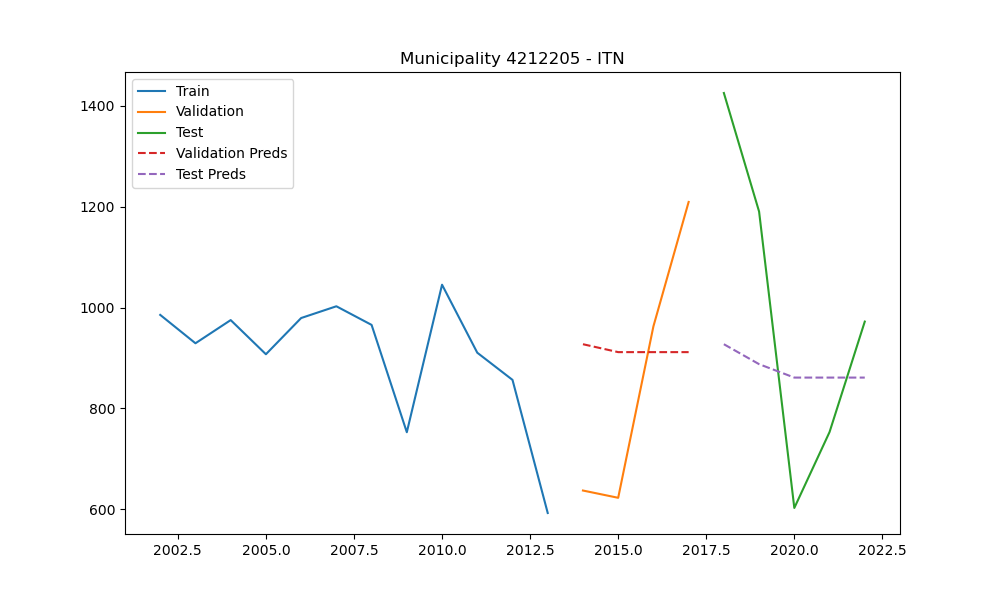 Municipality 4212205 - ITN
Train
Validation
Test
Validation Preds
Test Preds
1400
1200
1000
800
600
2002.5 2005.0 2007.5 2010.0 2012.5 2015.0 2017.5 2020.0 2022.5